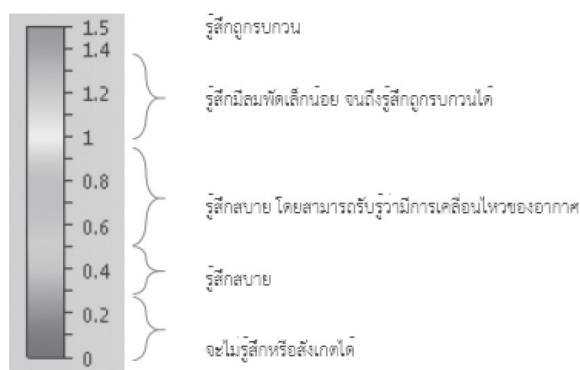 1.5 รู้สึกถูกรบกวน
1.4
1.2 รู้สึกมีลมพัดเล็กน้อย จนถึงรู้สึกถูกรบกวนได้
1
0.8 รู้สึกสบาย โดยสามารถรับรู้ว่ามีการเคลื่อนไหวของอากาศ
0.6
0.4 รู้สึกสบาย
0.2
0 จะไม่รู้สึกหรือสังเกตได้